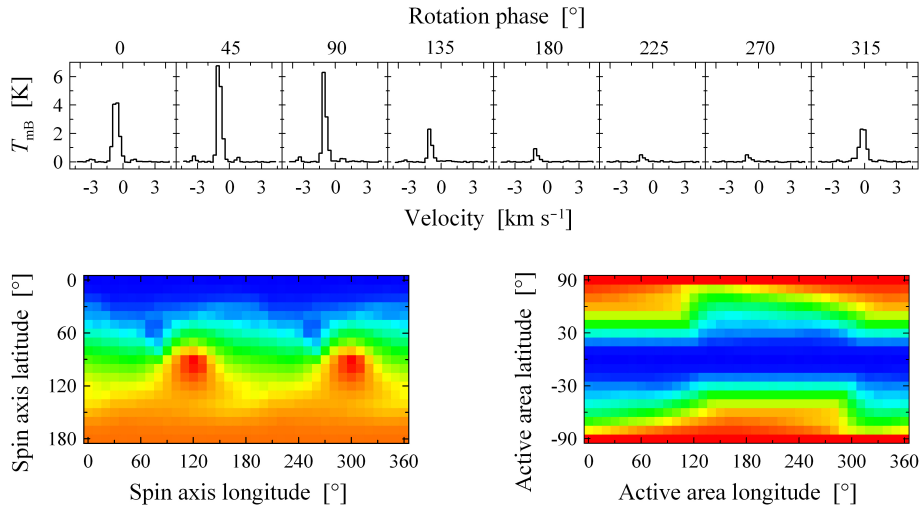 Rotation phase [°]
0 45 90 135 180 225 270 315
T_mB [K]
6
4
2
0
-3 0 3 -3 0 3 -3 0 3 -3 0 3 -3 0 3 -3 0 3 -3 0 3 -3 0 3
Velocity [km s⁻¹]
Spin axis latitude [°]
0
60
120
180
0 60 120 180 240 300 360
Spin axis longitude [°]
Active area latitude [°]
90
30
-30
-90
0 60 120 180 240 300 360
Active area longitude [°]